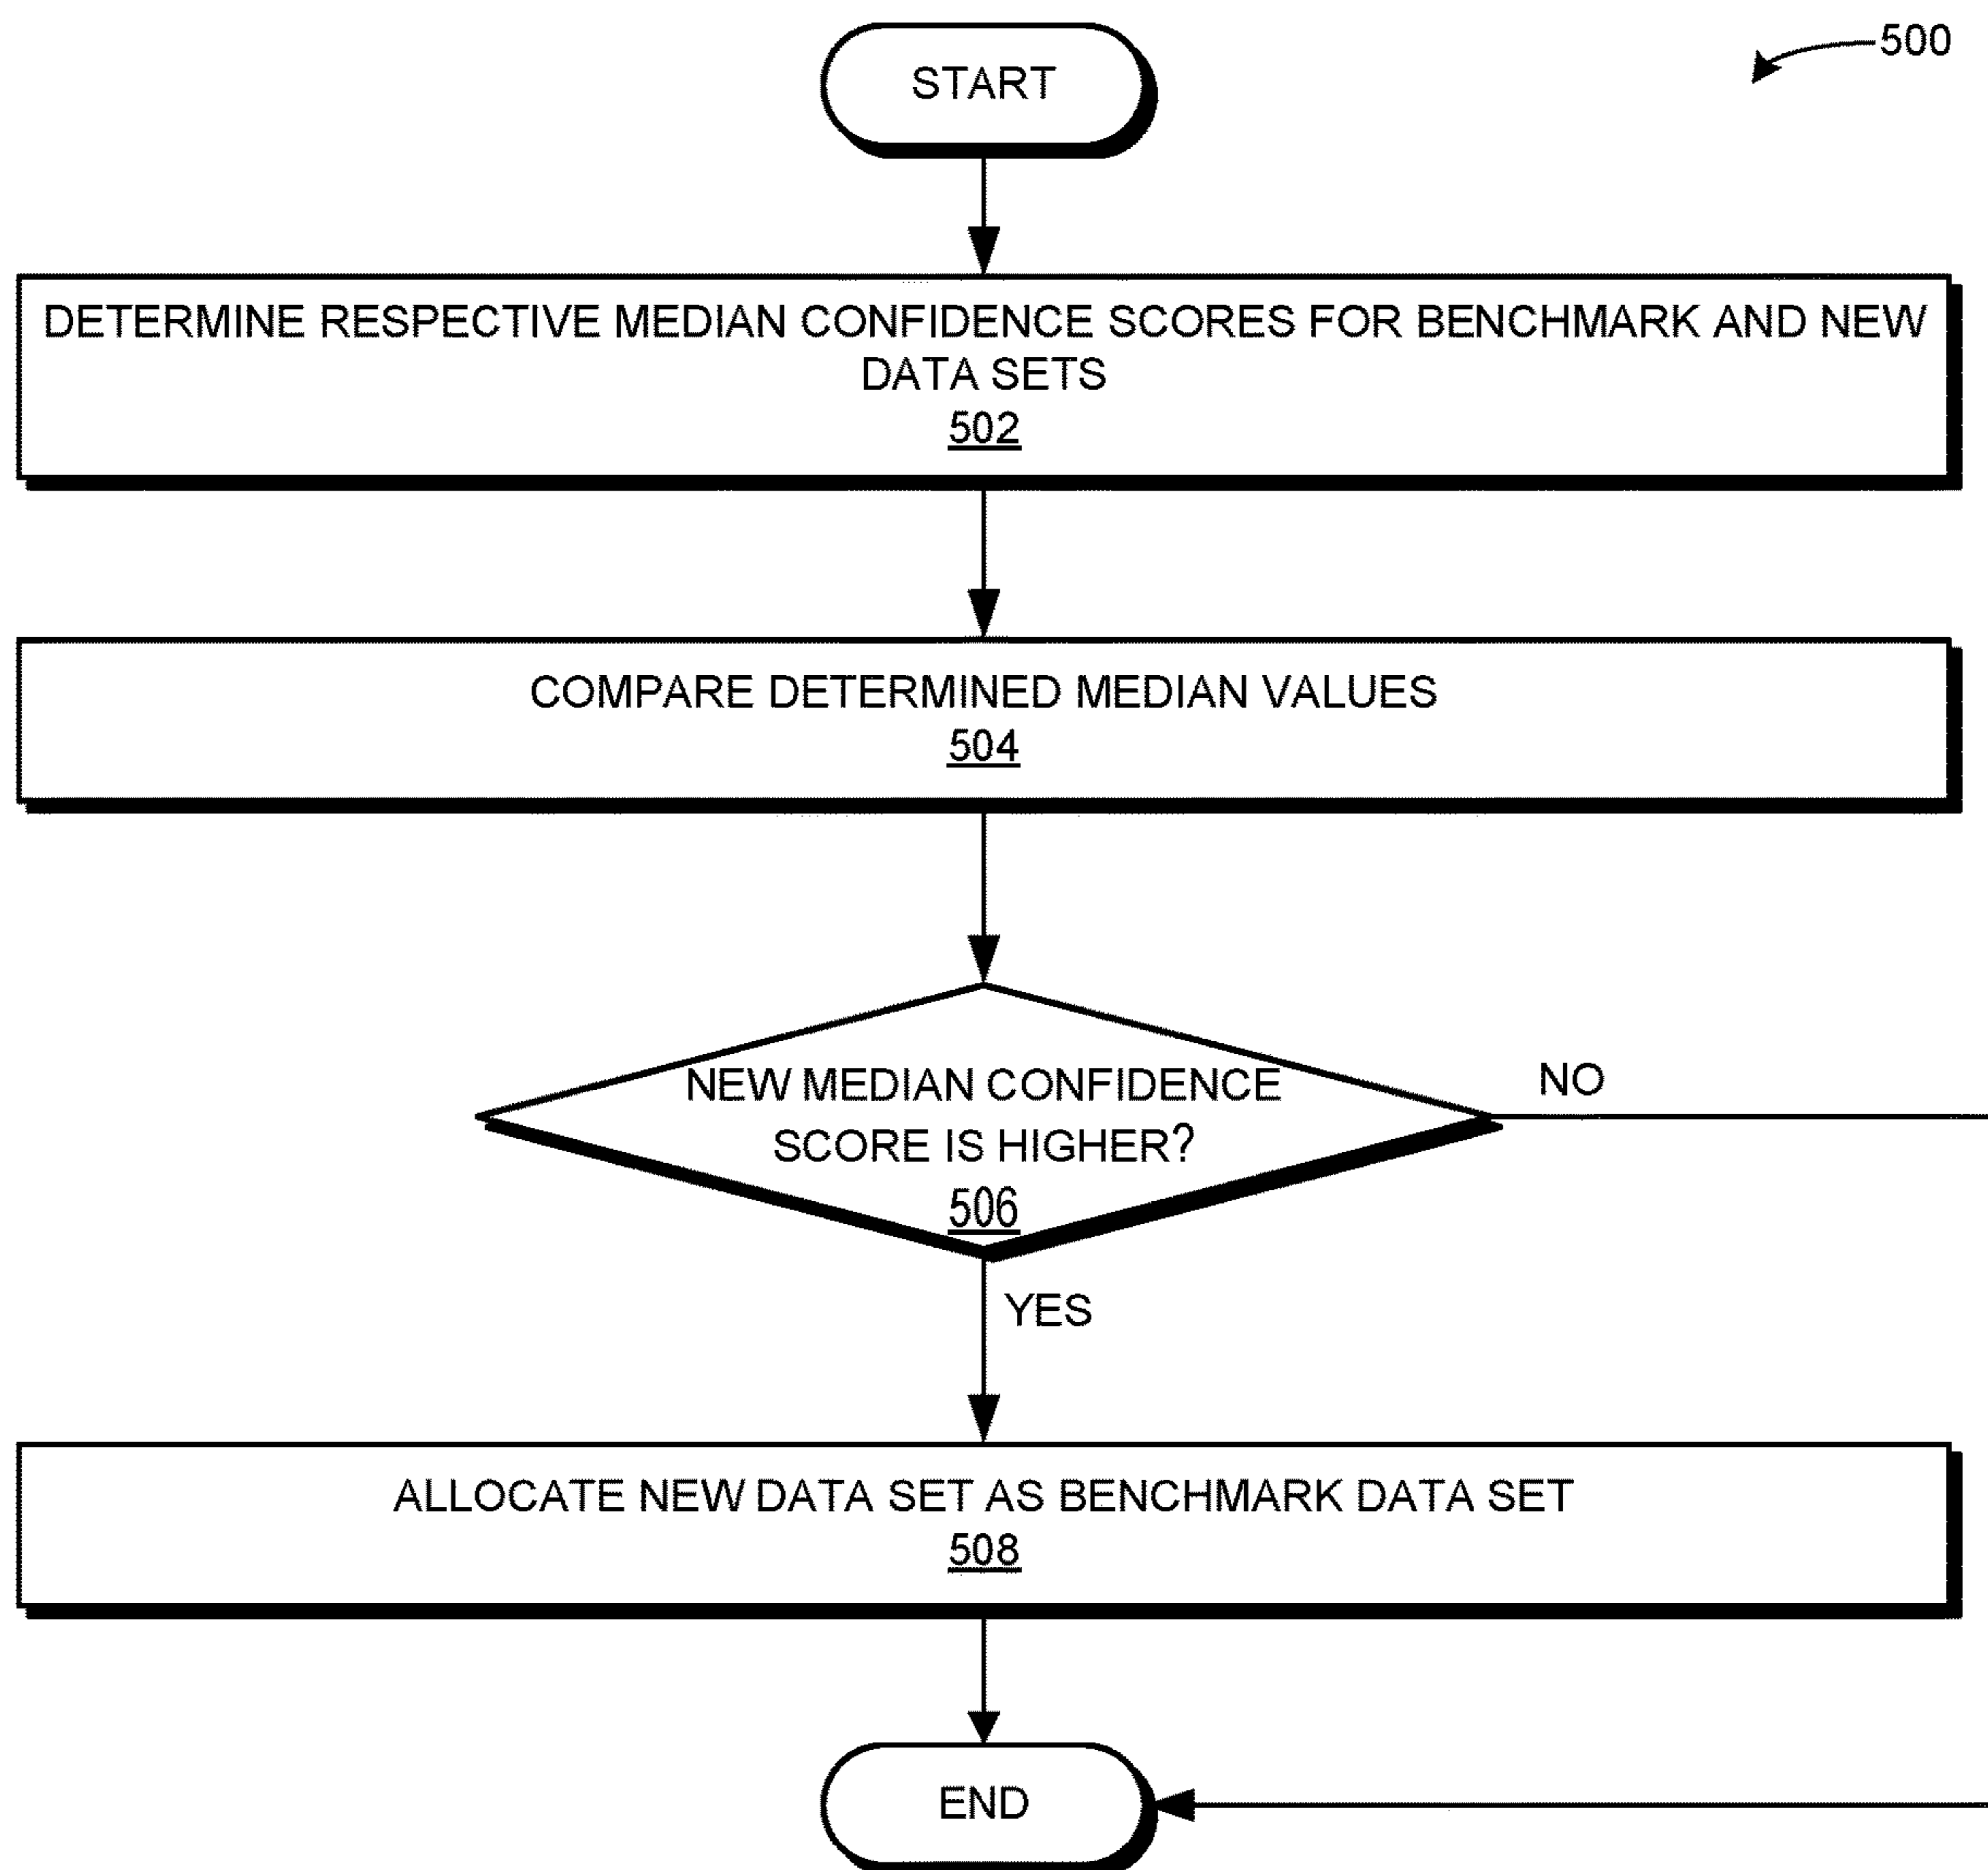 START
500
DETERMINE RESPECTIVE MEDIAN CONFIDENCE SCORES FOR BENCHMARK AND NEW
DATA SETS
502
COMPARE DETERMINED MEDIAN VALUES
504
NEW MEDIAN CONFIDENCE
SCORE IS HIGHER?
506
NO
YES
ALLOCATE NEW DATA SET AS BENCHMARK DATA SET
508
END